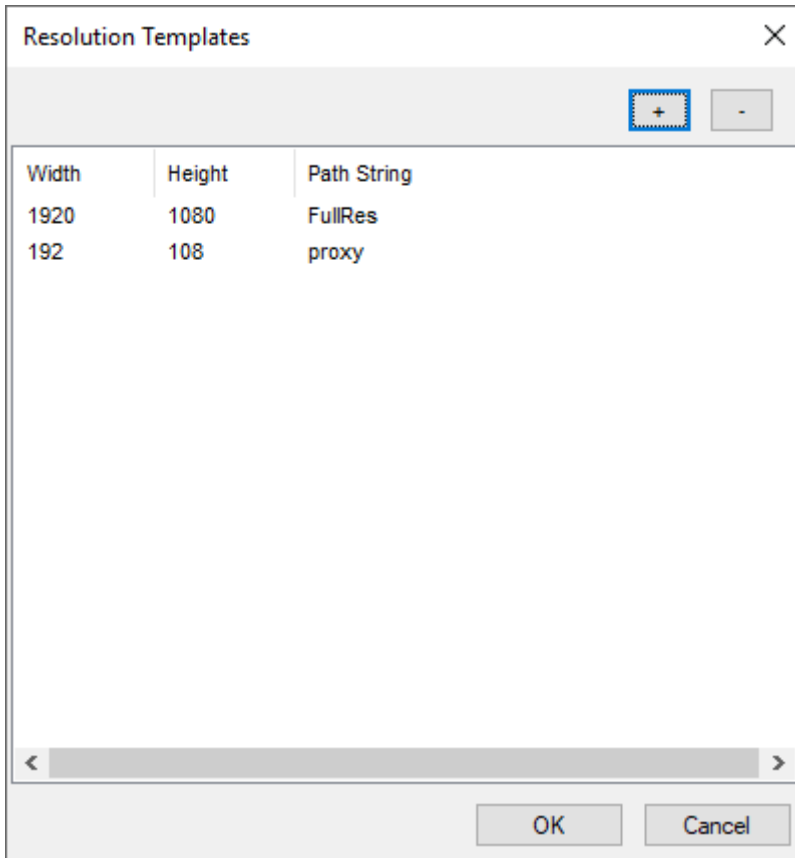 Resolution Templates
+ -
Width Height Path String
1920 1080 FullRes
192 108 proxy
OK Cancel